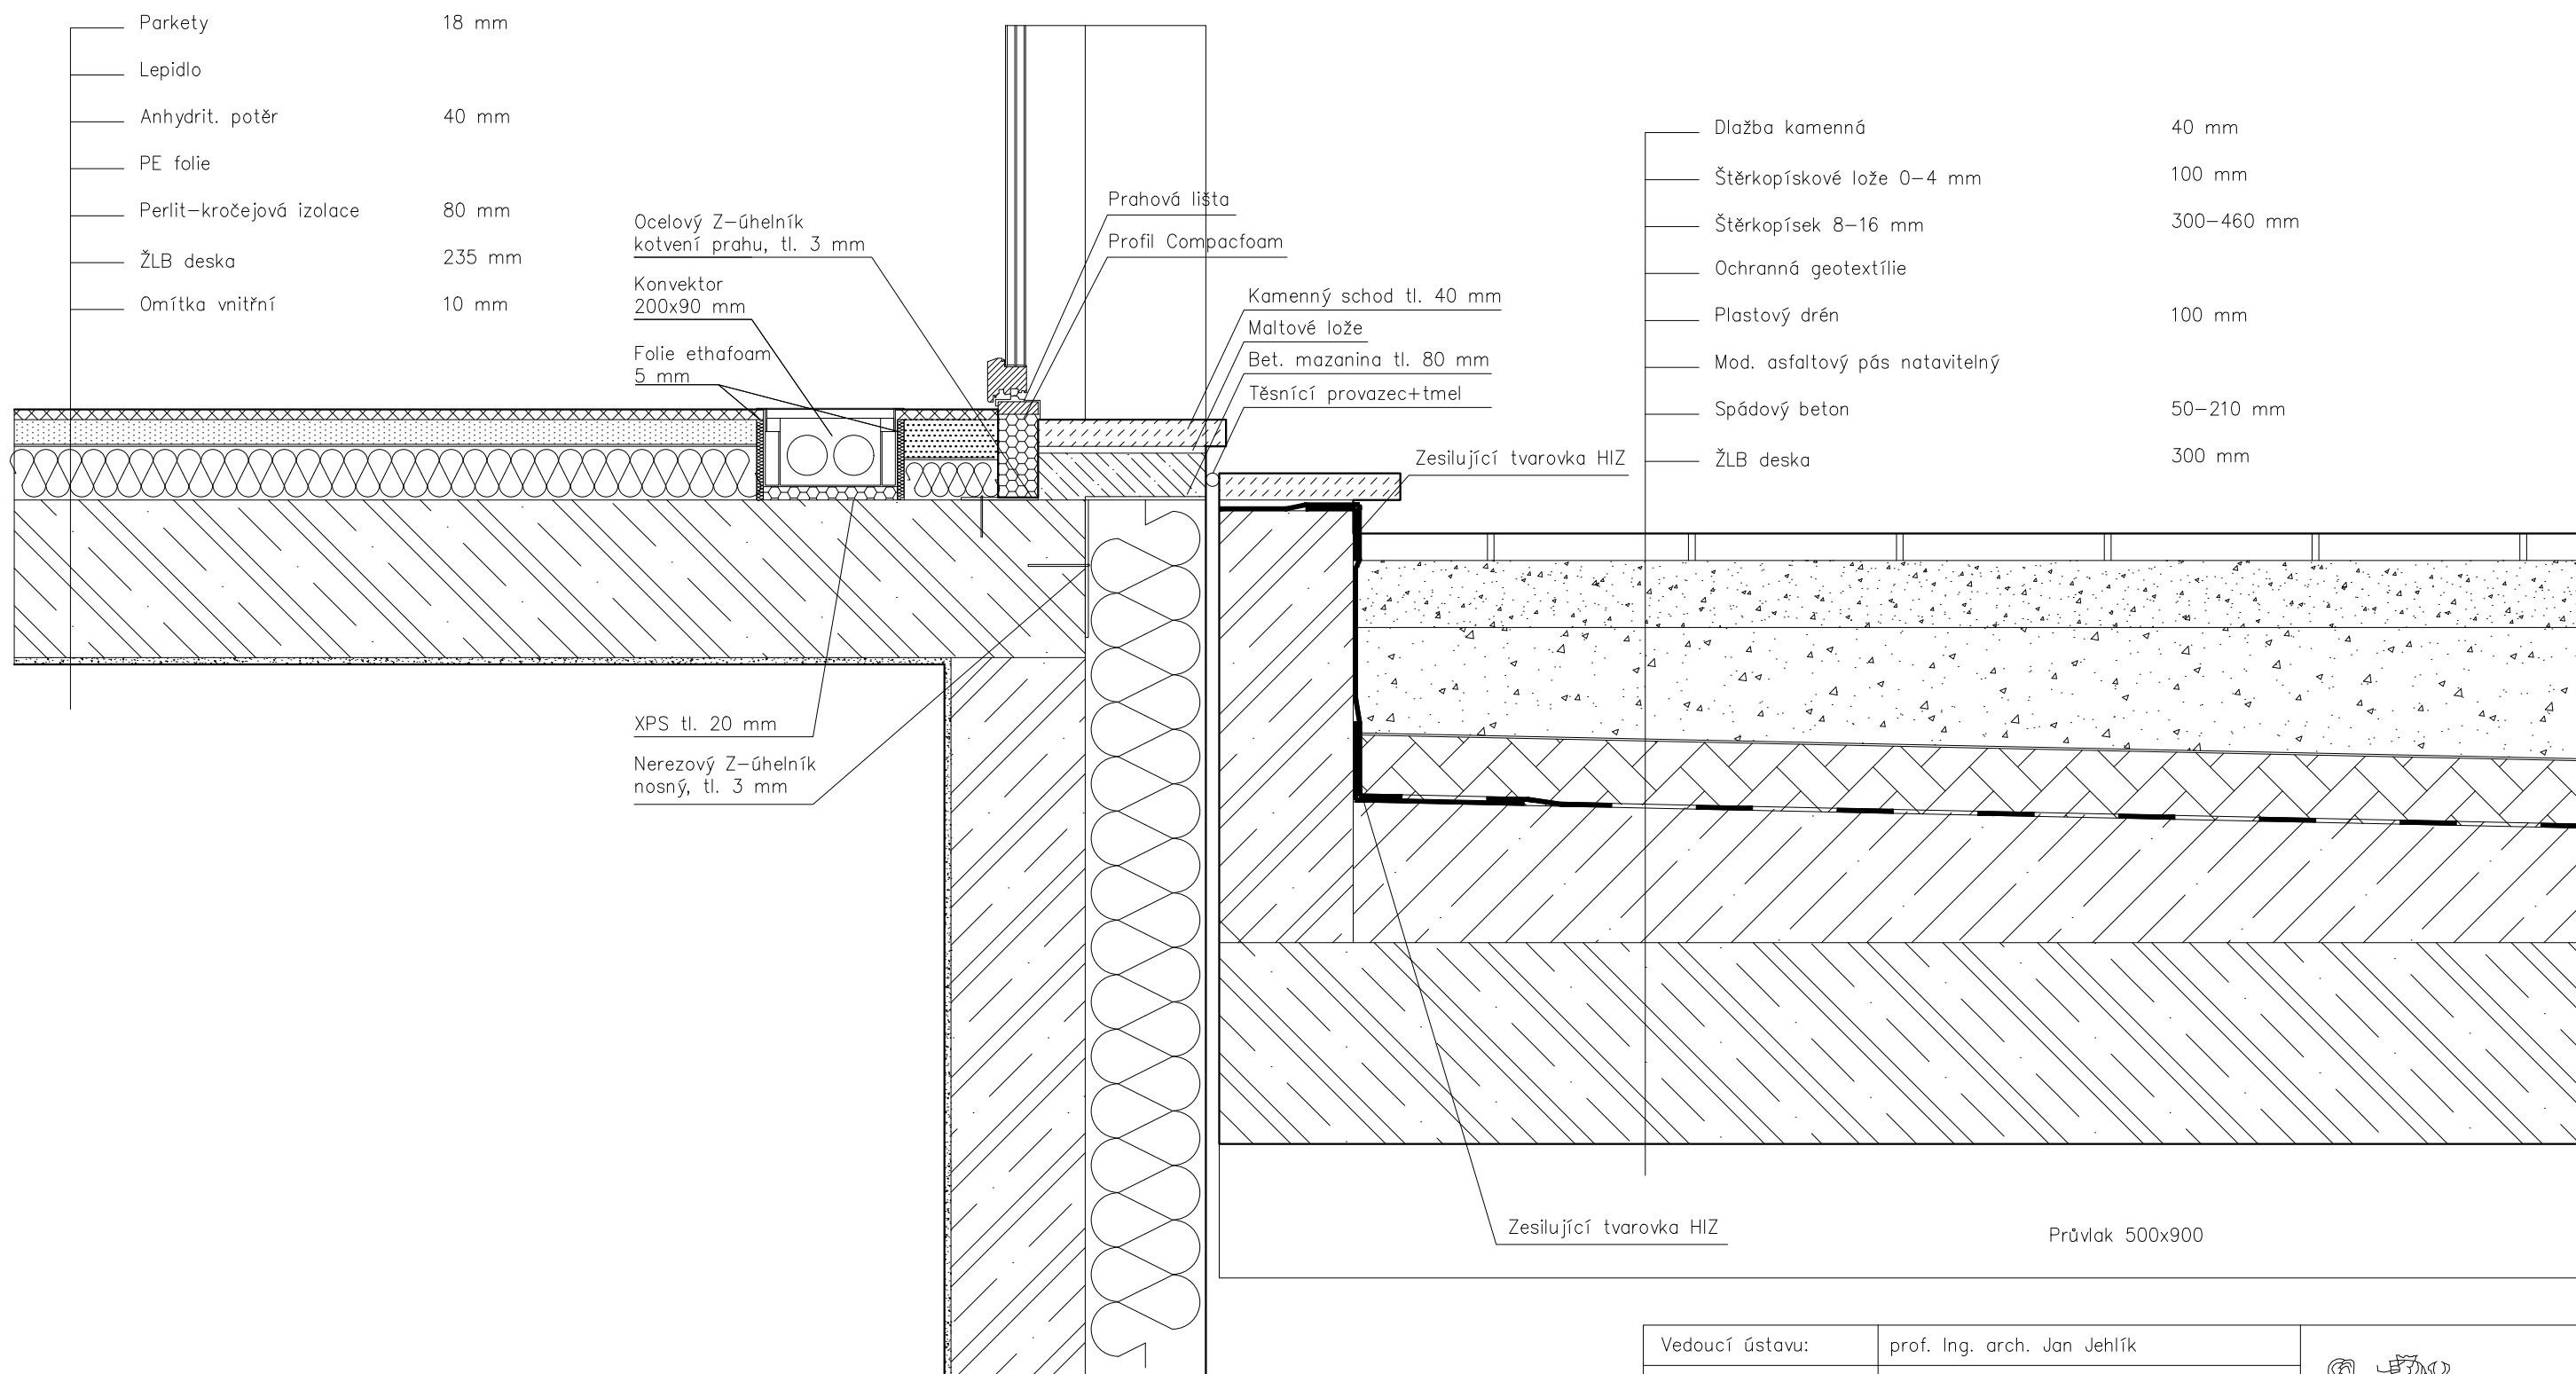 Parkety 18 mm
Lepidlo
Anhydrit. potěr 40 mm
PE folie
Perlit-kročejová izolace 80 mm
ŽLB deska 235 mm
Omítka vnitřní 10 mm
Ocelový Z-úhelník
kotvení prahu, tl. 3 mm
Konvektor
200x90 mm
Folie ethafoam
5 mm
XPS tl. 20 mm
Nerezový Z-úhelník
nosný, tl. 3 mm
Prahová lišta
Profil Compacfoam
Kamenný schod tl. 40 mm
Maltové lože
Bet. mazanina tl. 80 mm
Těsnící provazec+tmel
Zesilující tvarovka HIZ
Dlažba kamenná 40 mm
Štěrkopískové lože 0-4 mm 100 mm
Štěrkopísek 8-16 mm 300-460 mm
Ochranná geotextílie
Plastový drén 100 mm
Mod. asfaltový pás natavitelný
Spádový beton 50-210 mm
ŽLB deska 300 mm
Zesilující tvarovka HIZ
Průvlak 500x900
Vedoucí ústavu: prof. Ing. arch. Jan Jehlík